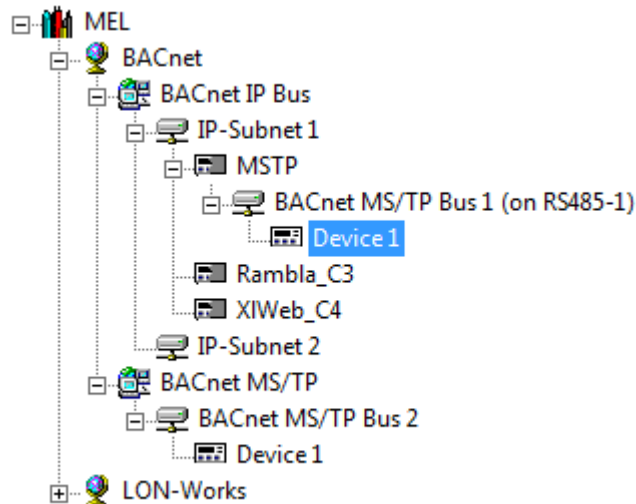 MEL
BACnet
BACnet IP Bus
IP-Subnet 1
MSTP
BACnet MS/TP Bus 1 (on RS485-1)
Device 1
Rambla_C3
XlWeb_C4
IP-Subnet 2
BACnet MS/TP
BACnet MS/TP Bus 2
Device 1
LON-Works